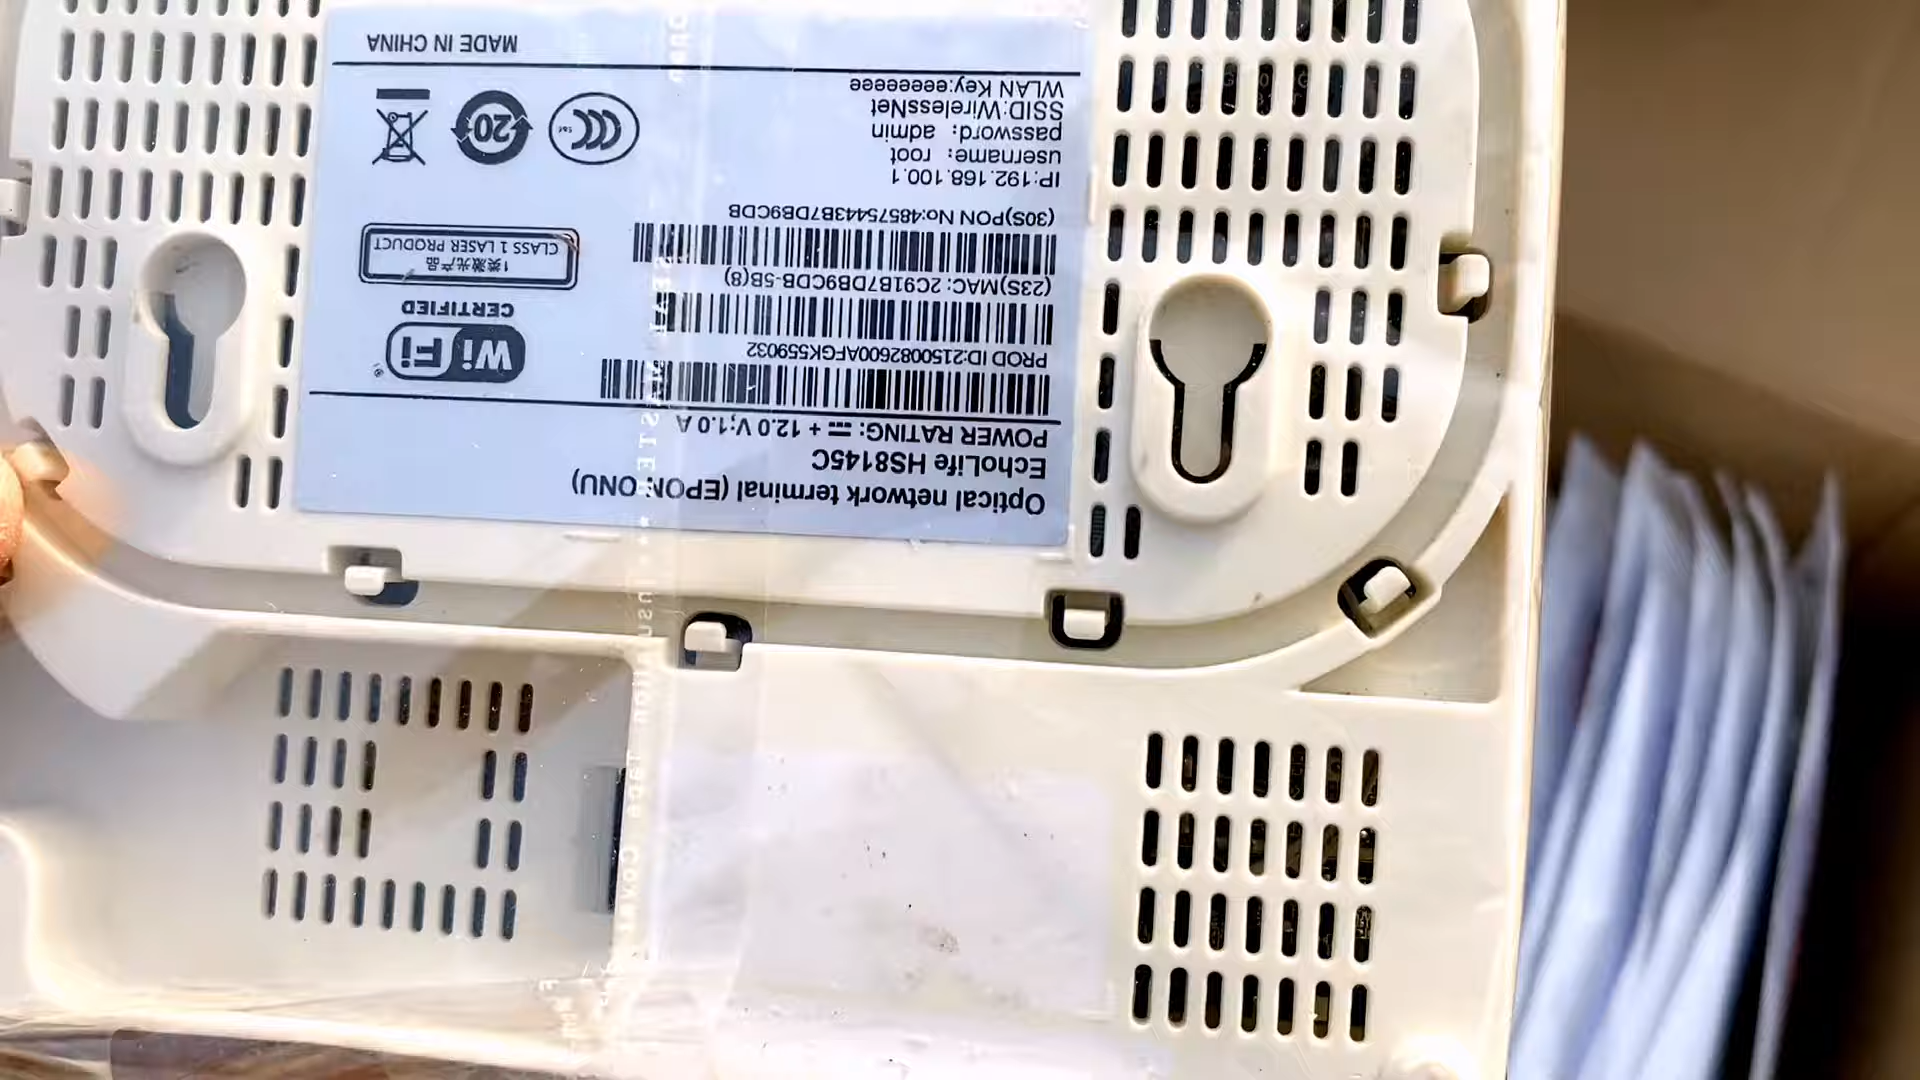 Optical network terminal (EPON ONU)
EchoLife HS8145C
POWER RATING: ⎓ + 12.0 V;1.0 A
PROD ID:2150082600AFGK559032
(23S)MAC: 2C91B7DB9CDB-5B(8)
(30S)PON No:48575443B7DB9CDB
IP:192.168.100.1
username: root
password: admin
SSID:WirelessNet
WLAN Key:eeeeeeee
Wi Fi ®
CERTIFIED
1类激光产品
CLASS 1 LASER PRODUCT
CCC
20
MADE IN CHINA